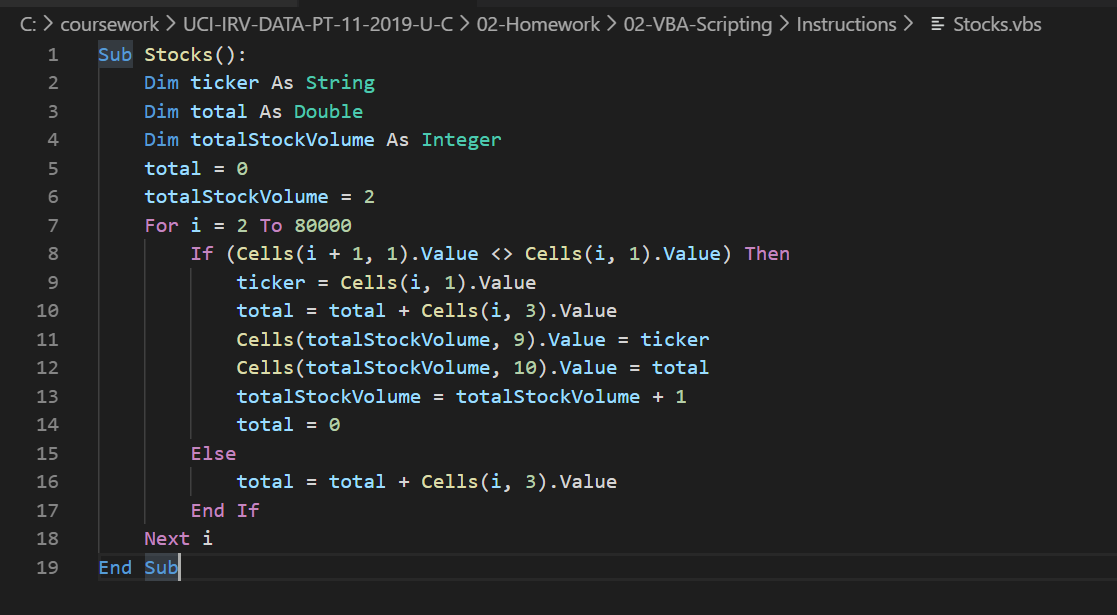 C: > coursework > UCI-IRV-DATA-PT-11-2019-U-C > 02-Homework > 02-VBA-Scripting > Instructions > Stocks.vbs
1 Sub Stocks():
2     Dim ticker As String
3     Dim total As Double
4     Dim totalStockVolume As Integer
5     total = 0
6     totalStockVolume = 2
7     For i = 2 To 80000
8         If (Cells(i + 1, 1).Value <> Cells(i, 1).Value) Then
9             ticker = Cells(i, 1).Value
10             total = total + Cells(i, 3).Value
11             Cells(totalStockVolume, 9).Value = ticker
12             Cells(totalStockVolume, 10).Value = total
13             totalStockVolume = totalStockVolume + 1
14             total = 0
15         Else
16             total = total + Cells(i, 3).Value
17         End If
18     Next i
19 End Sub